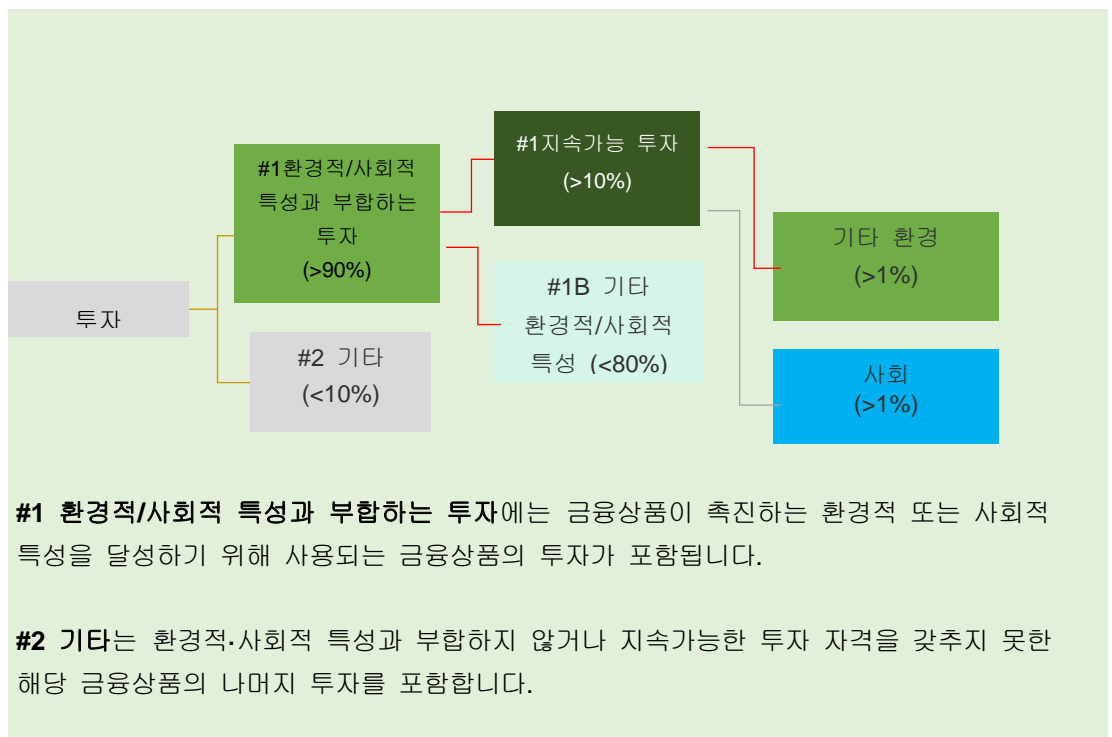 투자
#1환경적/사회적
특성과 부합하는
투자
(>90%)
#2 기타
(<10%)
#1지속가능 투자
(>10%)
#1B 기타
환경적/사회적
특성 (<80%)
기타 환경
(>1%)
사회
(>1%)
#1 환경적/사회적 특성과 부합하는 투자에는 금융상품이 촉진하는 환경적 또는 사회적
특성을 달성하기 위해 사용되는 금융상품의 투자가 포함됩니다.
#2 기타는 환경적·사회적 특성과 부합하지 않거나 지속가능한 투자 자격을 갖추지 못한
해당 금융상품의 나머지 투자를 포함합니다.